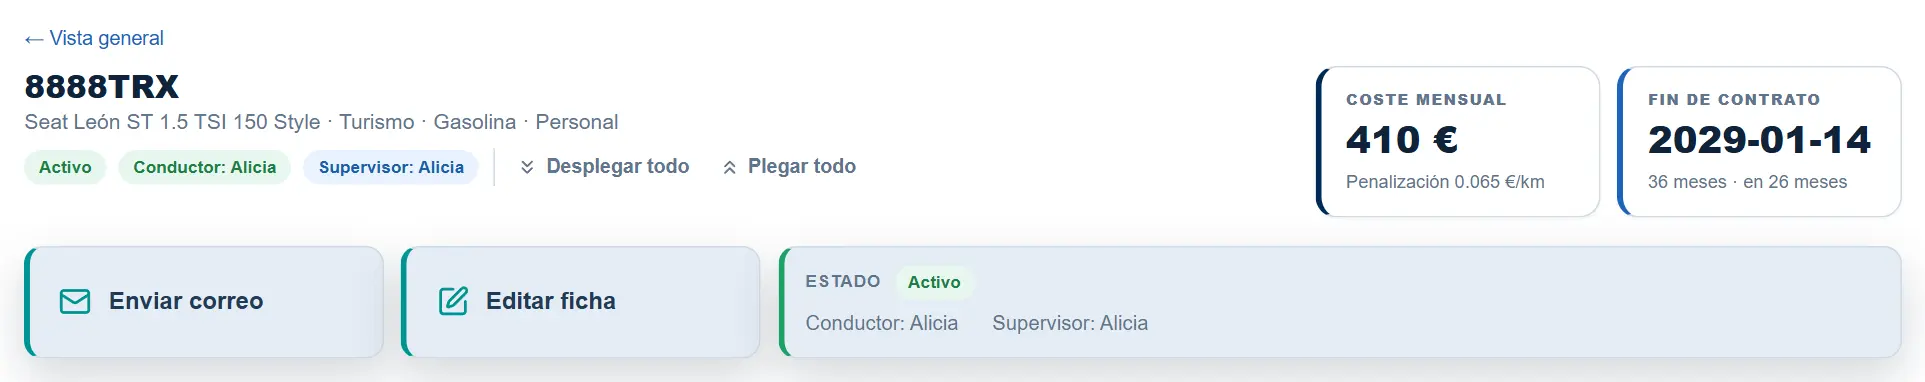 ← Vista general
8888TRX
Seat León ST 1.5 TSI 150 Style · Turismo · Gasolina · Personal
Activo Conductor: Alicia Supervisor: Alicia Desplegar todo Plegar todo
COSTE MENSUAL
410 €
Penalización 0.065 €/km
FIN DE CONTRATO
2029-01-14
36 meses · en 26 meses
Enviar correo
Editar ficha
ESTADO Activo
Conductor: Alicia Supervisor: Alicia